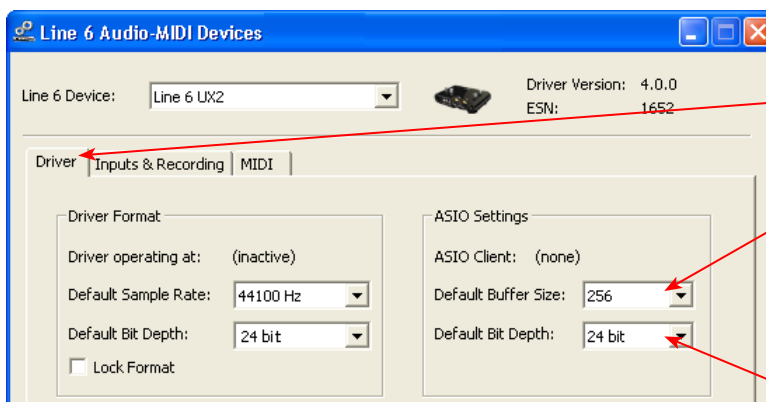 Line 6 Audio-MIDI Devices
Line 6 Device: Line 6 UX2 Driver Version: 4.0.0
ESN: 1652
Driver Inputs & Recording MIDI
Driver Format ASIO Settings
Driver operating at: (inactive) ASIO Client: (none)
Default Sample Rate: 44100 Hz Default Buffer Size: 256
Default Bit Depth: 24 bit Default Bit Depth: 24 bit
Lock Format